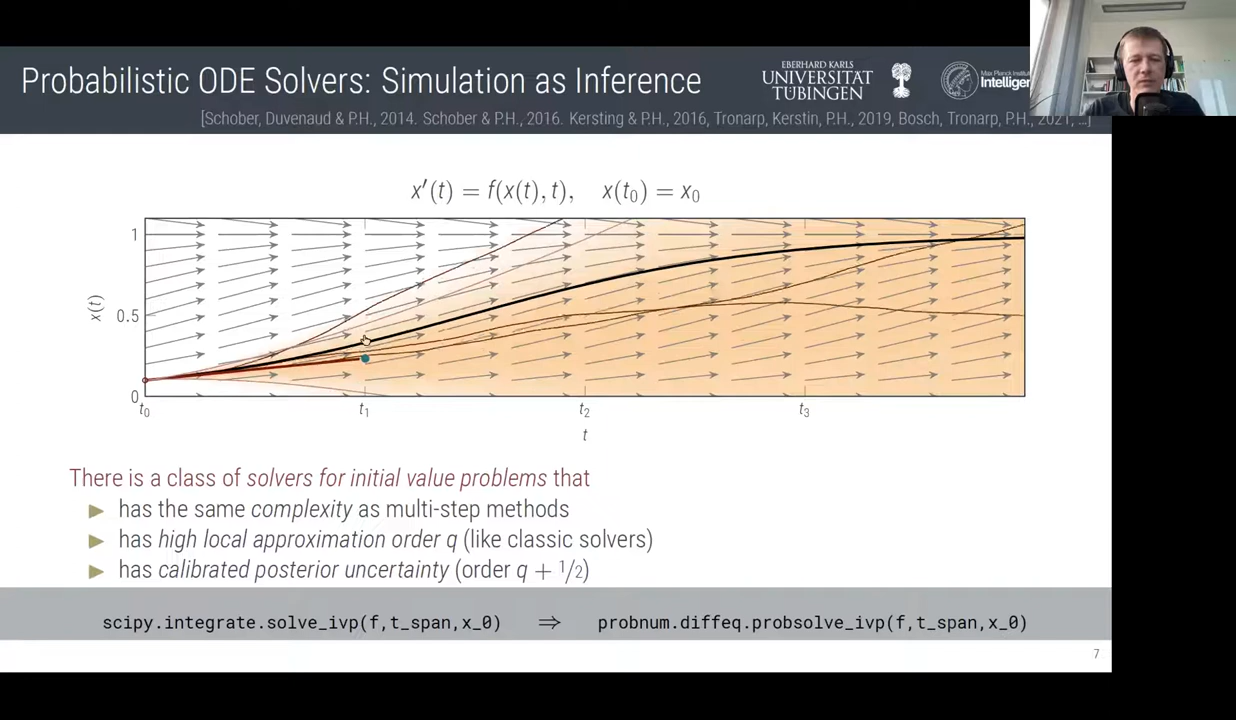 Probabilistic ODE Solvers: Simulation as Inference
EBERHARD KARLS
UNIVERSITÄT
TÜBINGEN
Max Planck Institut
Intelligen
[Schober, Duvenaud & P.H., 2014. Schober & P.H., 2016. Kersting & P.H., 2016, Tronarp, Kerstin, P.H., 2019, Bosch, Tronarp, P.H., 2021, …]
x′(t) = f(x(t), t), x(t₀) = x₀
1
0.5
0
x(t)
t₀ t₁ t₂ t₃
t
There is a class of solvers for initial value problems that
► has the same complexity as multi-step methods
► has high local approximation order q (like classic solvers)
► has calibrated posterior uncertainty (order q + 1/2)
scipy.integrate.solve_ivp(f,t_span,x_0) ⇒ probnum.diffeq.probsolve_ivp(f,t_span,x_0)
7